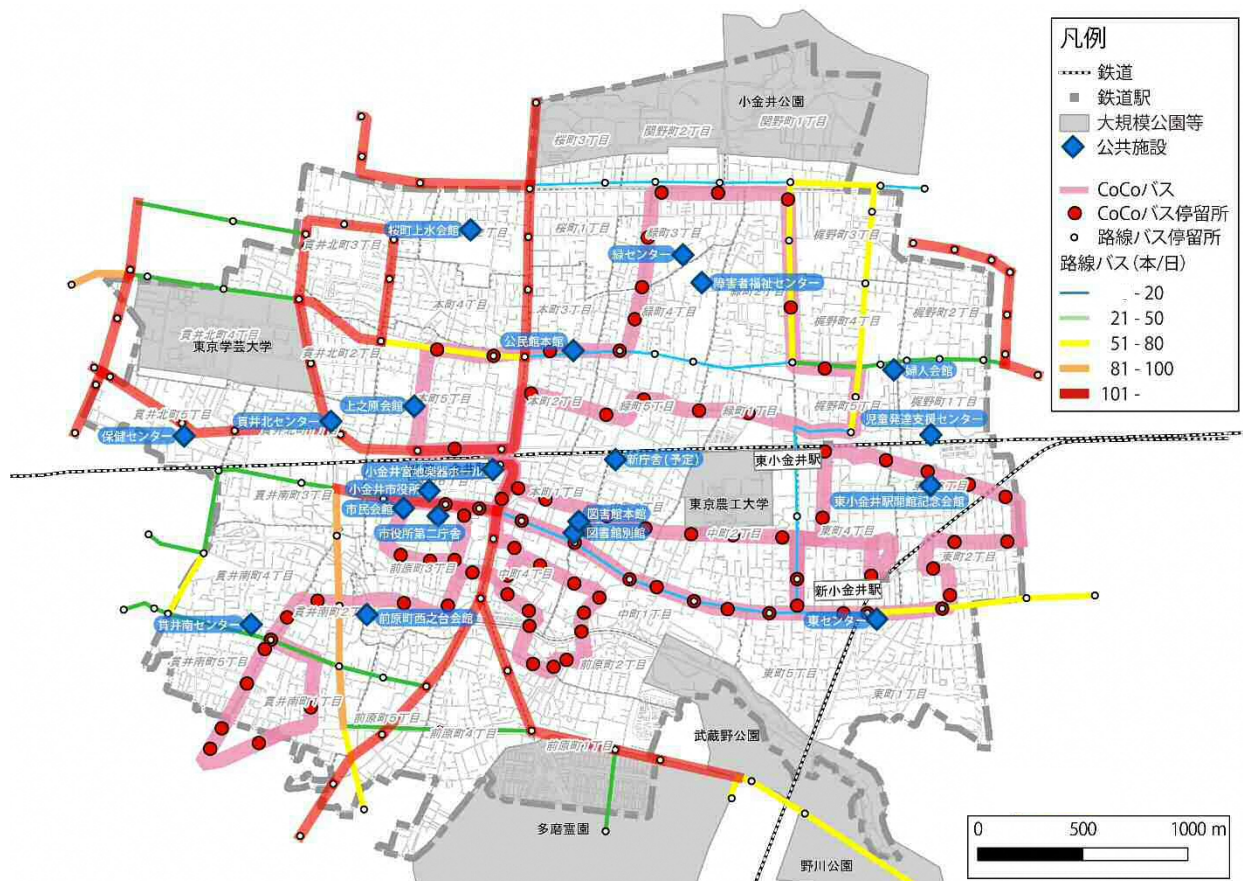 凡例
鉄道
鉄道駅
大規模公園等
公共施設
CoCoバス
CoCoバス停留所
路線バス停留所
路線バス(本/日)
- 20
21 - 50
51 - 80
81 - 100
101 -
小金井公園
関野町1丁目
関野町2丁目
桜町3丁目
桜町上水会館
桜町1丁目
緑町3丁目
梶野町3丁目
貫井北町3丁目
緑センター
障害者福祉センター
本町4丁目
本町3丁目
緑町4丁目
梶野町4丁目
梶野町2丁目
貫井北町4丁目
東京学芸大学
貫井北町2丁目
公民館本館
婦人会館
上之原会館
本町5丁目
本町2丁目
緑町5丁目
緑町1丁目
梶野町5丁目
梶野町1丁目
児童発達支援センター
貫井北センター
貫井北町5丁目
保健センター
小金井宮地楽器ホール
新庁舎(予定)
東小金井駅
小金井市役所
貫井南町3丁目
市民会館
市役所第二庁舎
本町1丁目
図書館本館
図書館別館
東京農工大学
東小金井駅開館記念会館
中町2丁目
東町4丁目
東町2丁目
前原町3丁目
中町4丁目
新小金井駅
貫井南町4丁目
貫井南町2丁目
貫井南センター
前原町西之台会館
中町1丁目
東センター
前原町2丁目
貫井南町5丁目
東町5丁目
東町1丁目
貫井南町1丁目
前原町5丁目
前原町4丁目
前原町1丁目
武蔵野公園
多磨霊園
野川公園
0
500
1000 m